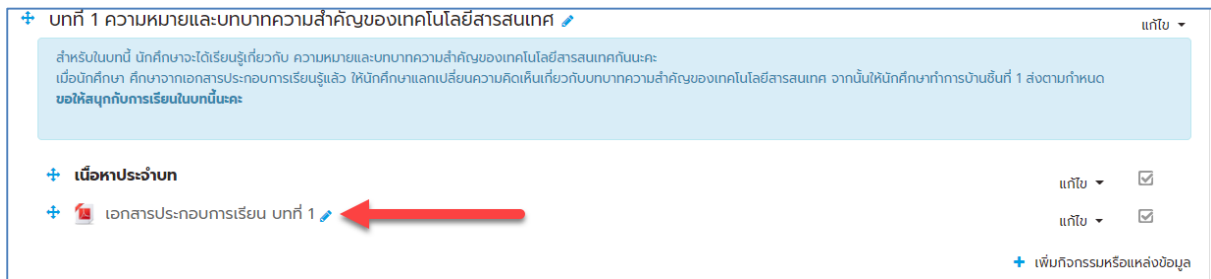 บทที่ 1 ความหมายและบทบาทความสำคัญของเทคโนโลยีสารสนเทศ
แก้ไข
สำหรับในบทนี้ นักศึกษาจะได้เรียนรู้เกี่ยวกับ ความหมายและบทบาทความสำคัญของเทคโนโลยีสารสนเทศกันนะคะ
เมื่อนักศึกษา ศึกษาจากเอกสารประกอบการเรียนรู้แล้ว ให้นักศึกษาแลกเปลี่ยนความคิดเห็นเกี่ยวกับบทบาทความสำคัญของเทคโนโลยีสารสนเทศ จากนั้นให้นักศึกษาทำการบ้านชิ้นที่ 1 ส่งตามกำหนด
ขอให้สนุกกับการเรียนในบทนี้นะคะ
เนื้อหาประจำบท
แก้ไข
เอกสารประกอบการเรียน บทที่ 1
แก้ไข
เพิ่มกิจกรรมหรือแหล่งข้อมูล